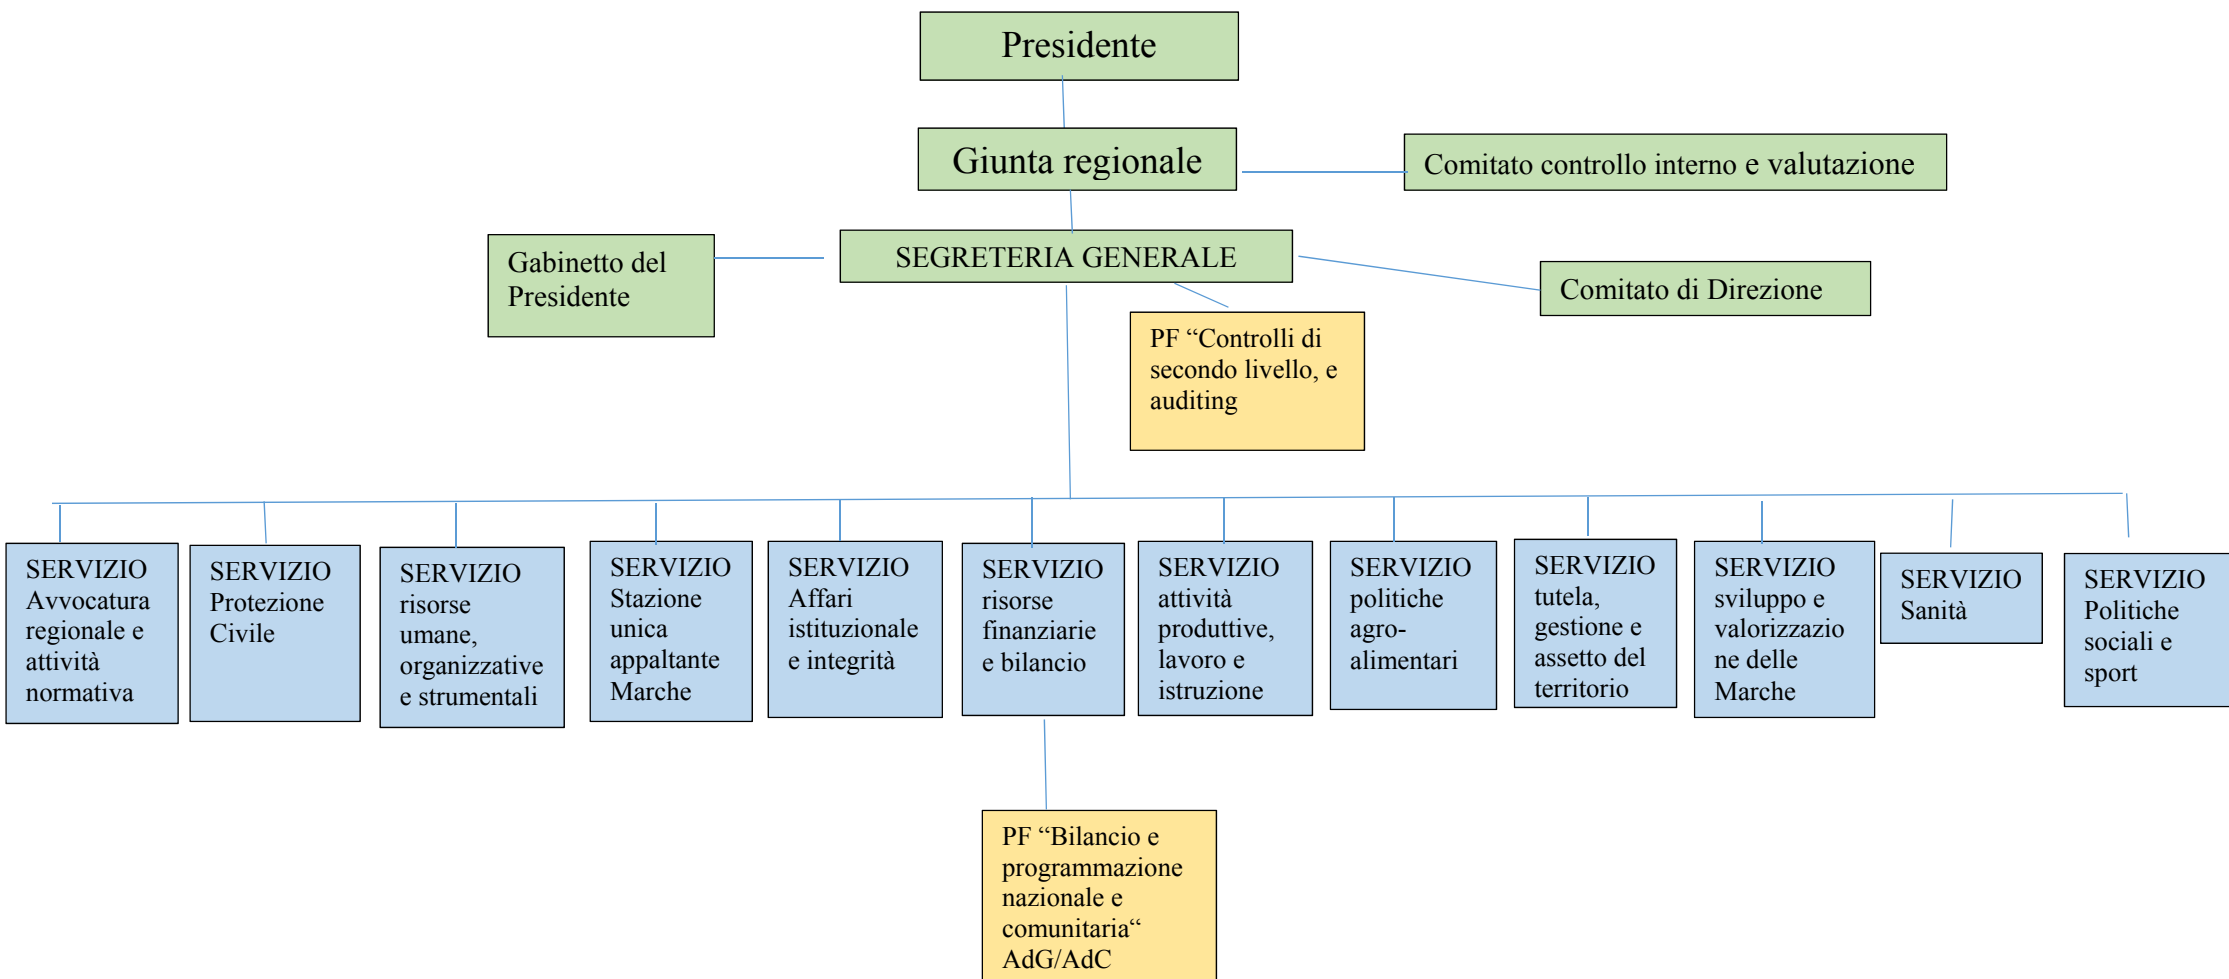 Presidente
Giunta regionale
Comitato controllo interno e valutazione
SEGRETERIA GENERALE
Gabinetto del
Presidente
Comitato di Direzione
PF “Controlli di
secondo livello, e
auditing
SERVIZIO
Avvocatura
regionale e
attività
normativa
SERVIZIO
Protezione
Civile
SERVIZIO
risorse
umane,
organizzative
e strumentali
SERVIZIO
Stazione
unica
appaltante
Marche
SERVIZIO
Affari
istituzionale
e integrità
SERVIZIO
risorse
finanziarie
e bilancio
SERVIZIO
attività
produttive,
lavoro e
istruzione
SERVIZIO
politiche
agro-
alimentari
SERVIZIO
tutela,
gestione e
assetto del
territorio
SERVIZIO
sviluppo e
valorizzazio
ne delle
Marche
SERVIZIO
Sanità
SERVIZIO
Politiche
sociali e
sport
PF “Bilancio e
programmazione
nazionale e
comunitaria“
AdG/AdC